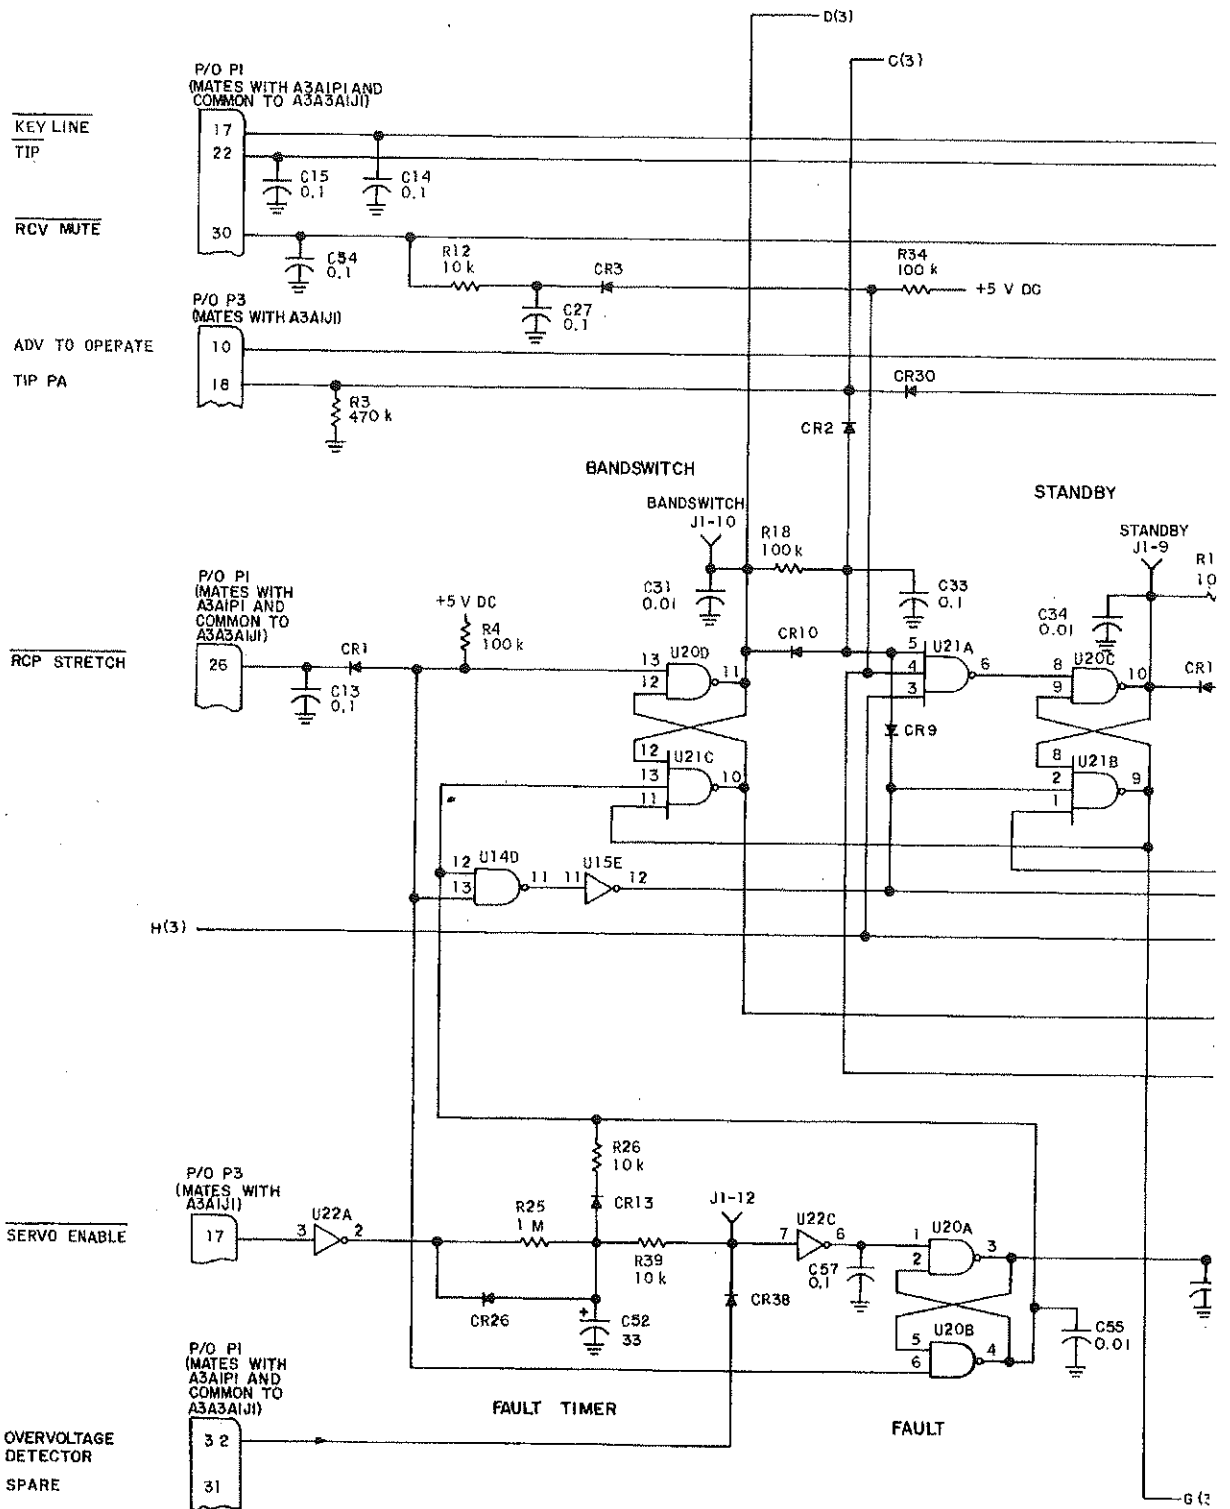 D(3)
C(3)
P/O P1
(MATES WITH A3A1P1 AND
COMMON TO A3A3A1J1)
KEY LINE
17
TIP
22
C15
0.1
C14
0.1
RCV MUTE
30
C54
0.1
R12
10 k
CR3
R34
100 k
+5 V DC
C27
0.1
P/O P3
(MATES WITH A3A1J1)
ADV TO OPERATE
10
TIP PA
18
R3
470 k
CR30
CR2
BANDSWITCH
STANDBY
BANDSWITCH
J1-10
STANDBY
J1-9
R18
100 k
R1
10
C31
0.01
C33
0.1
C34
0.01
P/O P1
(MATES WITH
A3A1P1 AND
COMMON TO
A3A3A1J1)
RCP STRETCH
26
CR1
C13
0.1
+5 V DC
R4
100 k
13
12
U20D
11
CR10
5
4
3
U21A
6
8
9
U20C
10
CR1
CR9
12
13
11
U21C
10
8
2
1
U21B
9
12
13
U14D
11
11
U15E
12
H(3)
R26
10 k
CR13
P/O P3
(MATES WITH
A3A1J1)
SERVO ENABLE
17
3
U22A
2
R25
1 M
R39
10 k
J1-12
7
U22C
6
C57
0.1
1
2
U20A
3
CR26
C52
33
+
CR38
5
6
U20B
4
C55
0.01
P/O P1
(MATES WITH
A3A1P1 AND
COMMON TO
A3A3A1J1)
FAULT TIMER
FAULT
OVERVOLTAGE
DETECTOR
32
SPARE
31
G(3